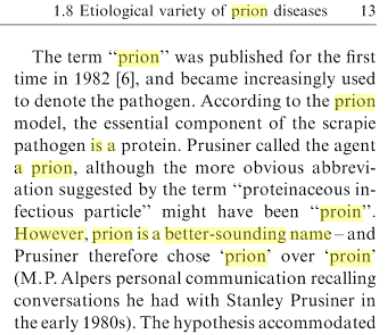 1.8 Etiological variety of prion diseases 13
The term “prion” was published for the first
time in 1982 [6], and became increasingly used
to denote the pathogen. According to the prion
model, the essential component of the scrapie
pathogen is a protein. Prusiner called the agent
a prion, although the more obvious abbrevi-
ation suggested by the term “proteinaceous in-
fectious particle” might have been “proin”.
However, prion is a better-sounding name – and
Prusiner therefore chose ‘prion’ over ‘proin’
(M.P. Alpers personal communication recalling
conversations he had with Stanley Prusiner in
the early 1980s). The hypothesis accommodated